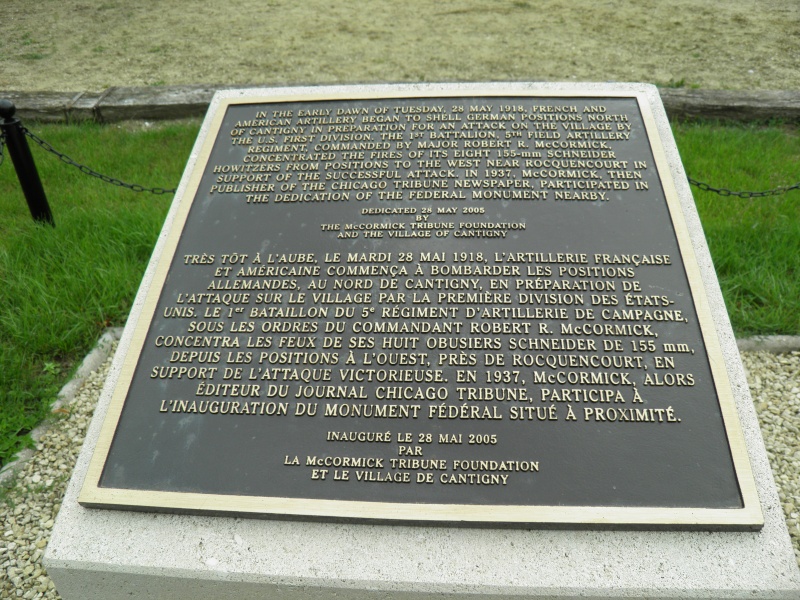 IN THE EARLY DAWN OF TUESDAY, 28 MAY 1918, FRENCH AND
AMERICAN ARTILLERY BEGAN TO SHELL GERMAN POSITIONS NORTH
OF CANTIGNY IN PREPARATION FOR AN ATTACK ON THE VILLAGE BY
THE U.S. FIRST DIVISION. THE 1ST BATTALION, 5TH FIELD ARTILLERY
REGIMENT, COMMANDED BY MAJOR ROBERT R. McCORMICK,
CONCENTRATED THE FIRES OF ITS EIGHT 155-mm SCHNEIDER
HOWITZERS FROM POSITIONS TO THE WEST NEAR ROCQUENCOURT IN
SUPPORT OF THE SUCCESSFUL ATTACK. IN 1937, McCORMICK, THEN
PUBLISHER OF THE CHICAGO TRIBUNE NEWSPAPER, PARTICIPATED IN
THE DEDICATION OF THE FEDERAL MONUMENT NEARBY.
DEDICATED 28 MAY 2005
BY
THE McCORMICK TRIBUNE FOUNDATION
AND THE VILLAGE OF CANTIGNY
TRÈS TÔT À L'AUBE, LE MARDI 28 MAI 1918, L'ARTILLERIE FRANÇAISE
ET AMÉRICAINE COMMENÇA À BOMBARDER LES POSITIONS
ALLEMANDES, AU NORD DE CANTIGNY, EN PRÉPARATION DE
L'ATTAQUE SUR LE VILLAGE PAR LA PREMIÈRE DIVISION DES ÉTATS-
UNIS. LE 1er BATAILLON DU 5e RÉGIMENT D'ARTILLERIE DE CAMPAGNE,
SOUS LES ORDRES DU COMMANDANT ROBERT R. McCORMICK,
CONCENTRA LES FEUX DE SES HUIT OBUSIERS SCHNEIDER DE 155 mm,
DEPUIS LES POSITIONS À L'OUEST, PRÈS DE ROCQUENCOURT, EN
SUPPORT DE L'ATTAQUE VICTORIEUSE. EN 1937, McCORMICK, ALORS
ÉDITEUR DU JOURNAL CHICAGO TRIBUNE, PARTICIPA À
L'INAUGURATION DU MONUMENT FÉDÉRAL SITUÉ À PROXIMITÉ.
INAUGURÉ LE 28 MAI 2005
PAR
LA McCORMICK TRIBUNE FOUNDATION
ET LE VILLAGE DE CANTIGNY